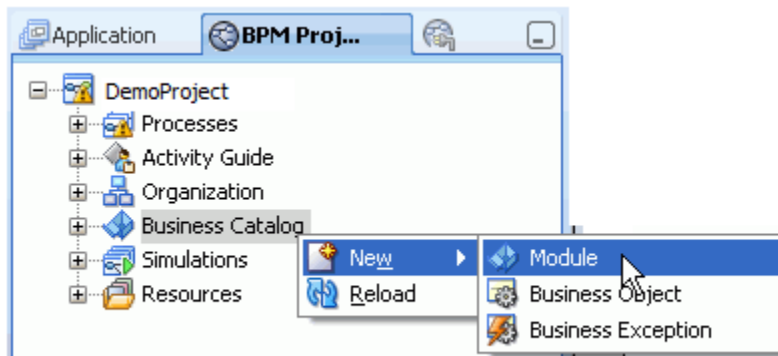 Application BPM Proj...
DemoProject
Processes
Activity Guide
Organization
Business Catalog
Simulations New Module
Resources Reload Business Object
Business Exception